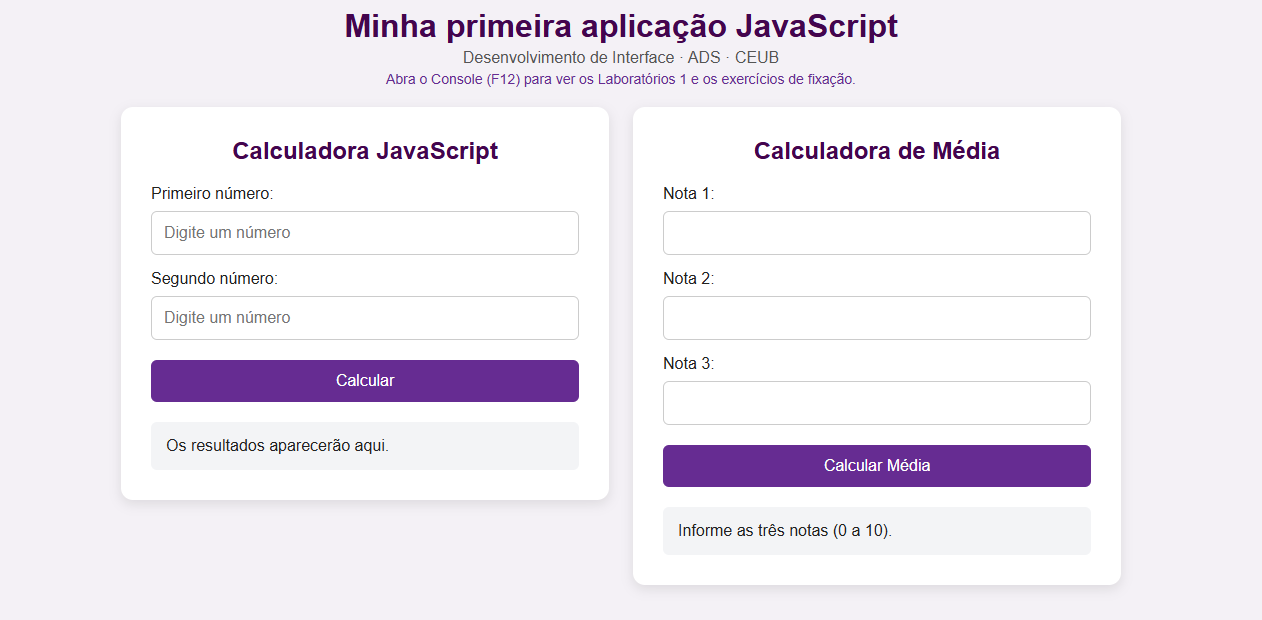 Minha primeira aplicação JavaScript
Desenvolvimento de Interface · ADS · CEUB
Abra o Console (F12) para ver os Laboratórios 1 e os exercícios de fixação.
Calculadora JavaScript
Primeiro número:
Digite um número
Segundo número:
Digite um número
Calcular
Os resultados aparecerão aqui.
Calculadora de Média
Nota 1:
Nota 2:
Nota 3:
Calcular Média
Informe as três notas (0 a 10).